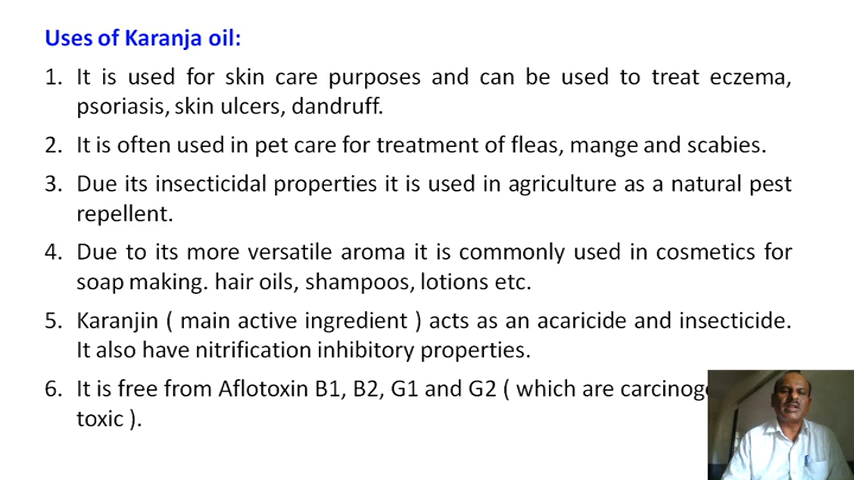 Uses of Karanja oil:
1. It is used for skin care purposes and can be used to treat eczema,
psoriasis, skin ulcers, dandruff.
2. It is often used in pet care for treatment of fleas, mange and scabies.
3. Due its insecticidal properties it is used in agriculture as a natural pest
repellent.
4. Due to its more versatile aroma it is commonly used in cosmetics for
soap making. hair oils, shampoos, lotions etc.
5. Karanjin ( main active ingredient ) acts as an acaricide and insecticide.
It also have nitrification inhibitory properties.
6. It is free from Aflotoxin B1, B2, G1 and G2 ( which are
toxic ).